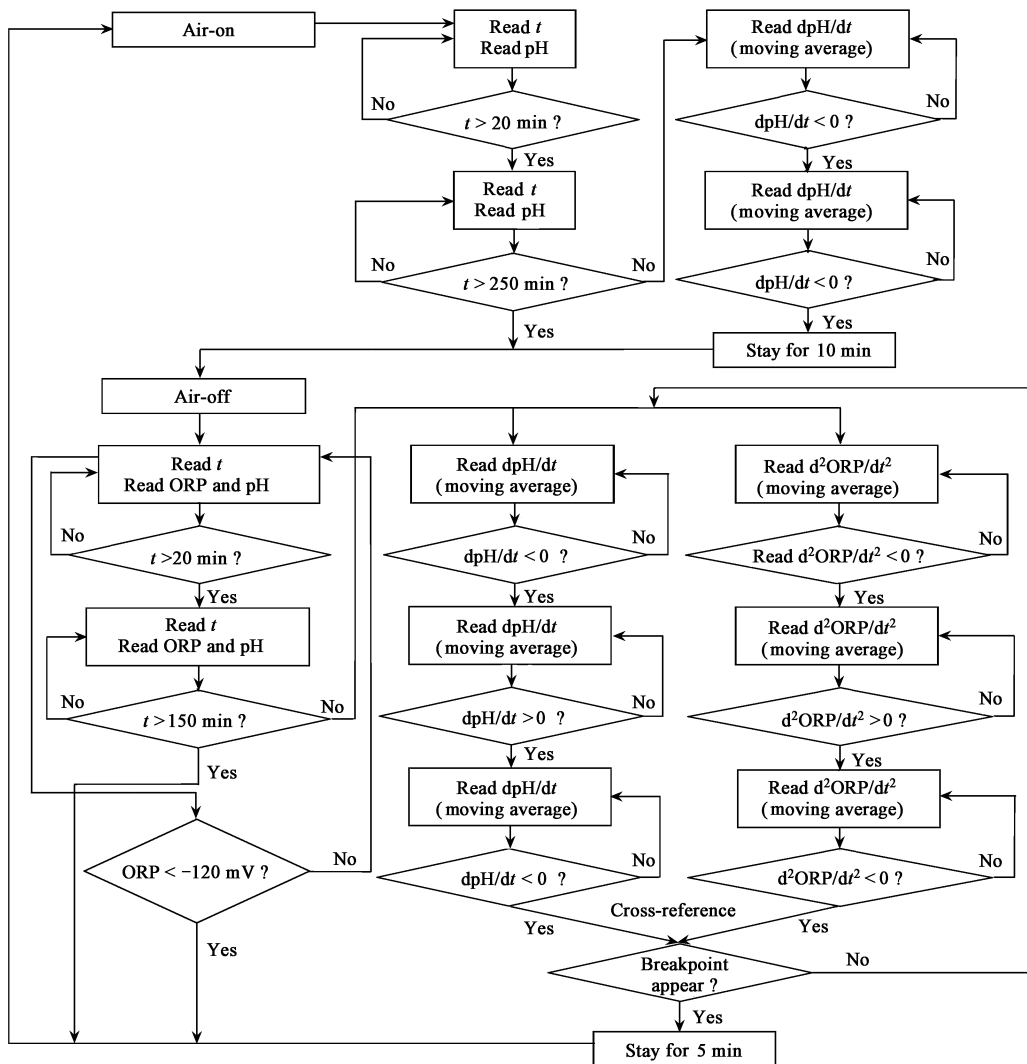 Air-on
Read t
Read pH
No
t > 20 min ?
Yes
Read t
Read pH
No
t > 250 min ?
No
Yes
Read dpH/dt
(moving average)
No
dpH/dt < 0 ?
Yes
Read dpH/dt
(moving average)
No
dpH/dt < 0 ?
Yes
Stay for 10 min
Air-off
Read t
Read ORP and pH
No
t >20 min ?
Yes
Read t
Read ORP and pH
No
t >150 min ?
No
Yes
ORP < −120 mV ?
No
Yes
Read dpH/dt
(moving average)
No
dpH/dt < 0 ?
Yes
Read dpH/dt
(moving average)
No
dpH/dt > 0 ?
Yes
Read dpH/dt
(moving average)
No
dpH/dt < 0 ?
Yes
Read d²ORP/dt²
(moving average)
No
Read d²ORP/dt² < 0 ?
Yes
Read d²ORP/dt²
(moving average)
No
d²ORP/dt² > 0 ?
Yes
Read d²ORP/dt²
(moving average)
No
d²ORP/dt² < 0 ?
Yes
Cross-reference
Breakpoint
appear ?
No
Yes
Stay for 5 min